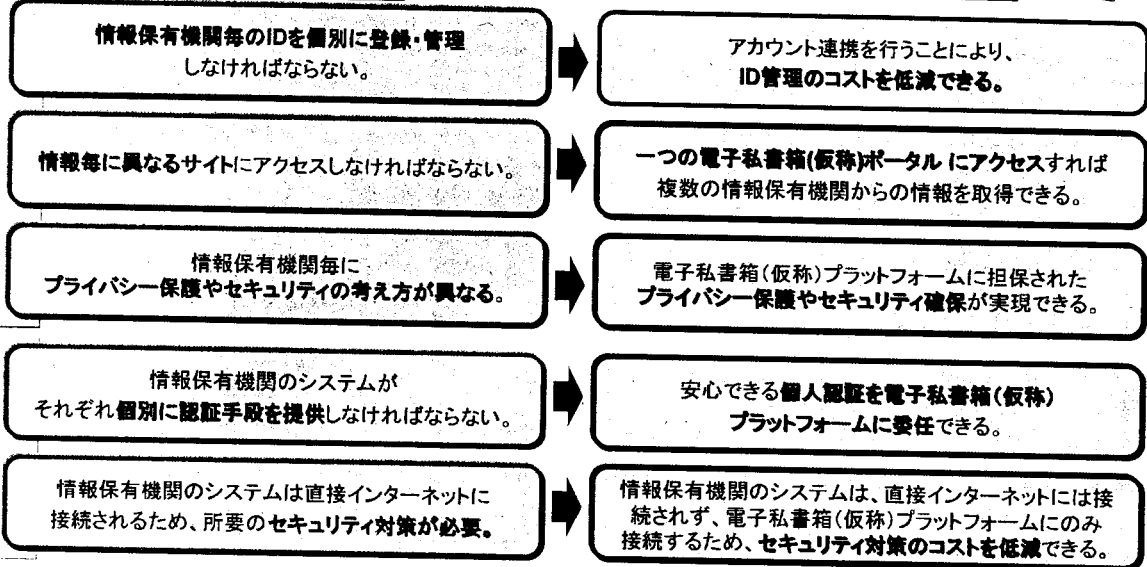 情報保有機関毎のIDを個別に登録・管理
しなければならない。
アカウント連携を行うことにより、
ID管理のコストを低減できる。
情報毎に異なるサイトにアクセスしなければならない。
一つの電子私書箱(仮称)ポータル にアクセスすれば
複数の情報保有機関からの情報を取得できる。
情報保有機関毎に
プライバシー保護やセキュリティの考え方が異なる。
電子私書箱(仮称)プラットフォームに担保された
プライバシー保護やセキュリティ確保が実現できる。
情報保有機関のシステムが
それぞれ個別に認証手段を提供しなければならない。
安心できる個人認証を電子私書箱(仮称)
プラットフォームに委任できる。
情報保有機関のシステムは直接インターネットに
接続されるため、所要のセキュリティ対策が必要。
情報保有機関のシステムは、直接インターネットには接
続されず、電子私書箱(仮称)プラットフォームにのみ
接続するため、セキュリティ対策のコストを低減できる。